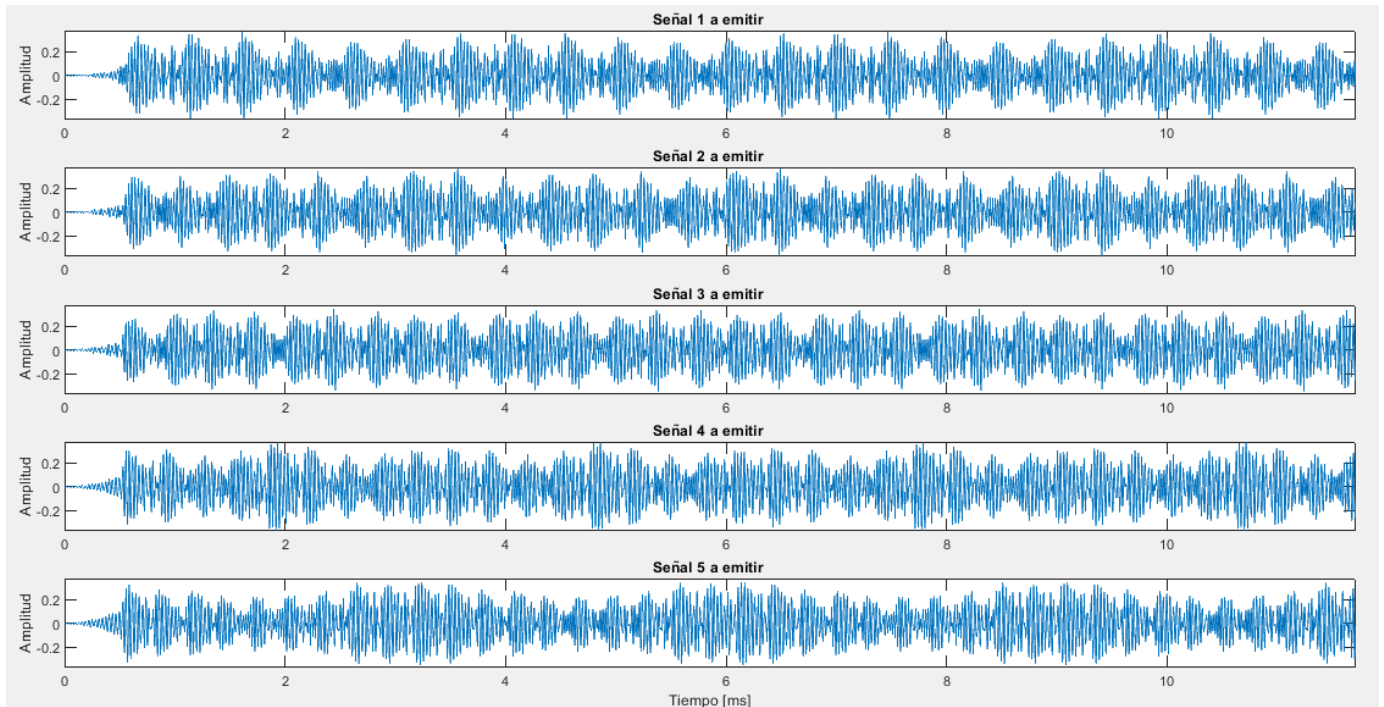 Señal 1 a emitir
Amplitud
0.2
0
-0.2
0 2 4 6 8 10
Señal 2 a emitir
Amplitud
0.2
0
-0.2
0 2 4 6 8 10
Señal 3 a emitir
Amplitud
0.2
0
-0.2
0 2 4 6 8 10
Señal 4 a emitir
Amplitud
0.2
0
-0.2
0 2 4 6 8 10
Señal 5 a emitir
Amplitud
0.2
0
-0.2
0 2 4 6 8 10
Tiempo [ms]